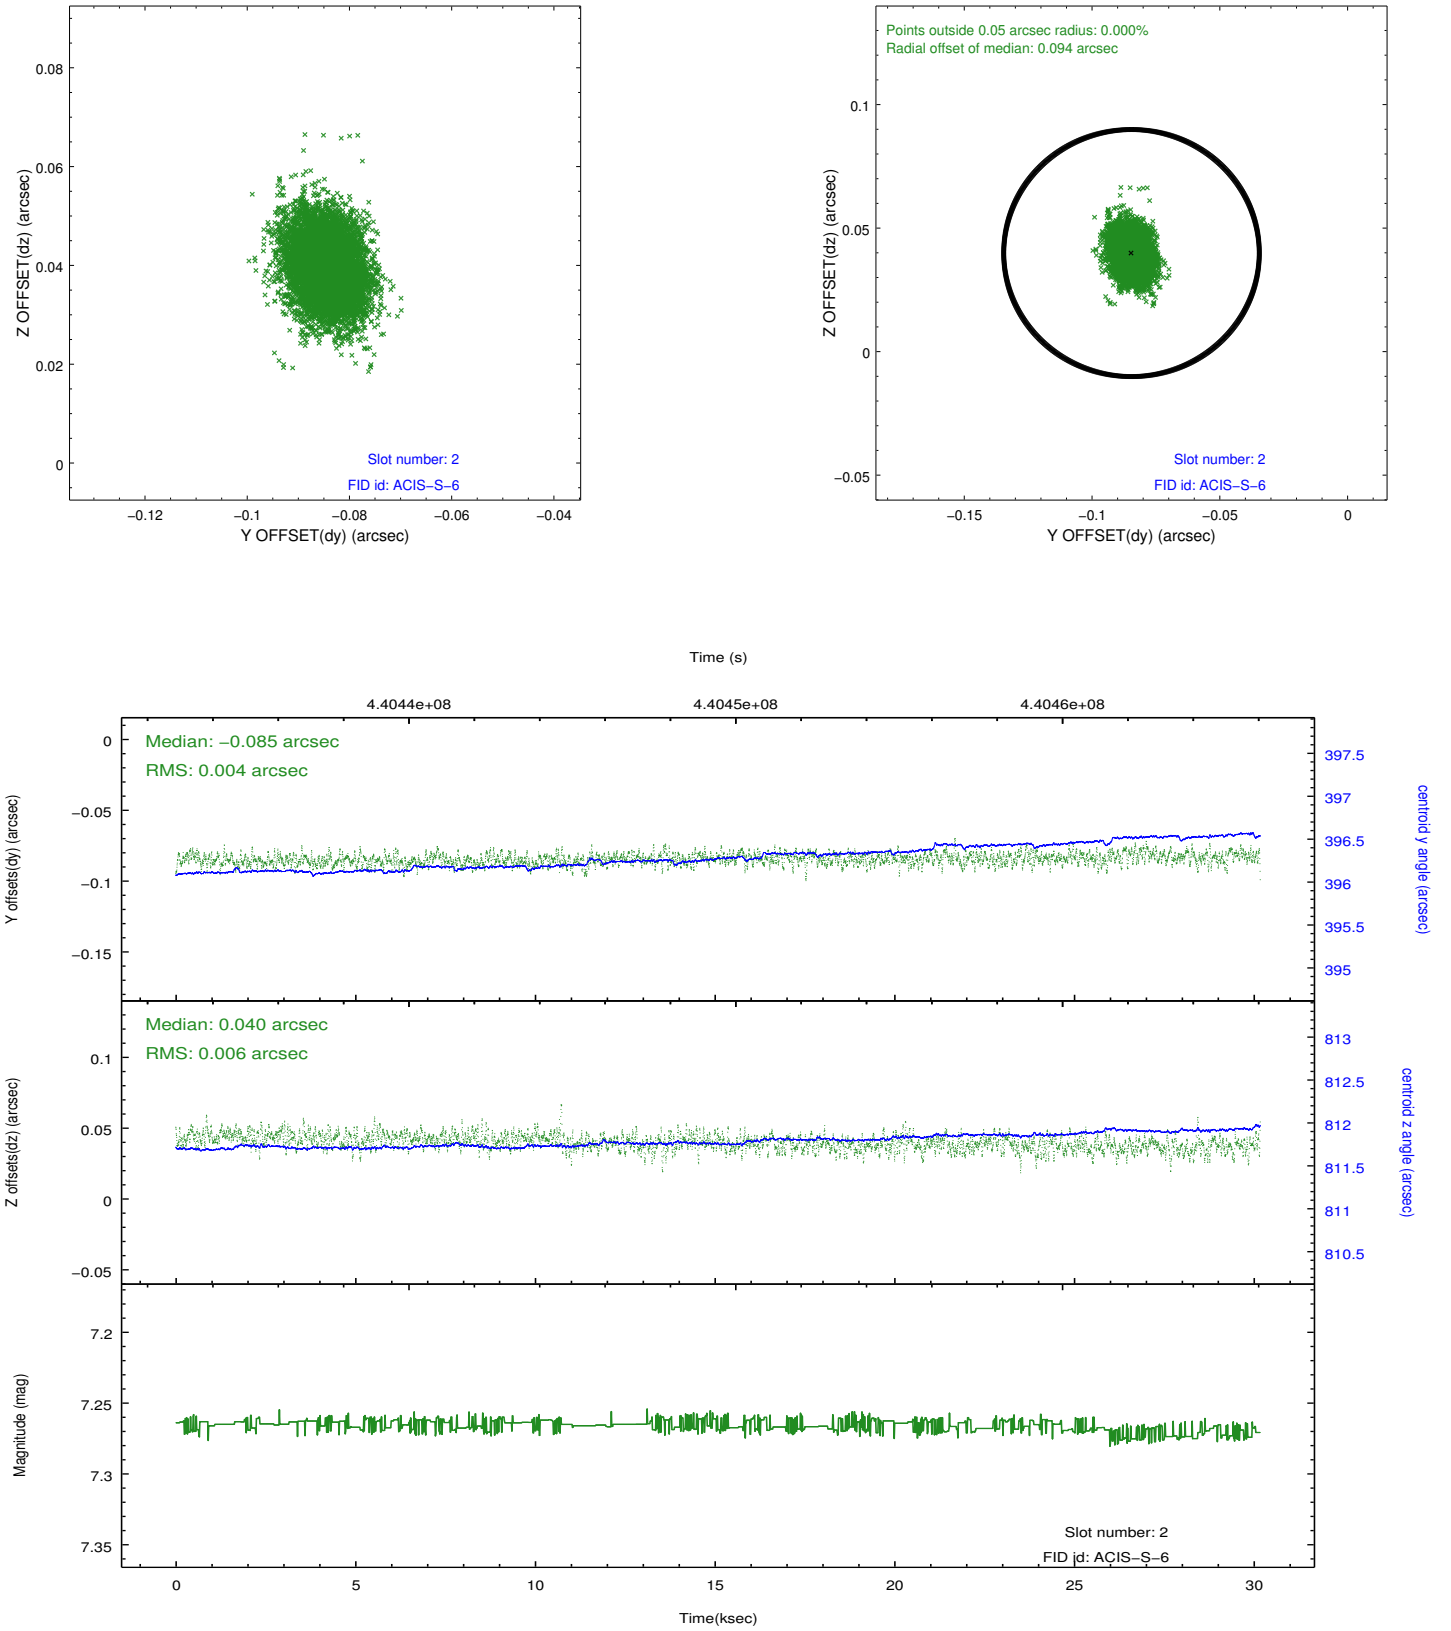 0.08
0.06
0.04
0.02
0
Z OFFSET(dz) (arcsec)
Slot number: 2
FID id: ACIS−S−6
−0.12
−0.1
−0.08
−0.06
−0.04
Y OFFSET(dy) (arcsec)
Points outside 0.05 arcsec radius: 0.000%
Radial offset of median: 0.094 arcsec
0.1
0.05
0
−0.05
Z OFFSET(dz) (arcsec)
Slot number: 2
FID id: ACIS−S−6
−0.15
−0.1
−0.05
0
Y OFFSET(dy) (arcsec)
Time (s)
4.4044e+08
4.4045e+08
4.4046e+08
Median: −0.085 arcsec
RMS: 0.004 arcsec
0
−0.05
−0.1
−0.15
Y offsets(dy) (arcsec)
397.5
397
396.5
396
395.5
395
centroid y angle (arcsec)
Median: 0.040 arcsec
RMS: 0.006 arcsec
0.1
0.05
0
−0.05
Z offsets(dz) (arcsec)
813
812.5
812
811.5
811
810.5
centroid z angle (arcsec)
7.2
7.25
7.3
7.35
Magnitude (mag)
Slot number: 2
FID id: ACIS−S−6
0
5
10
15
20
25
30
Time(ksec)